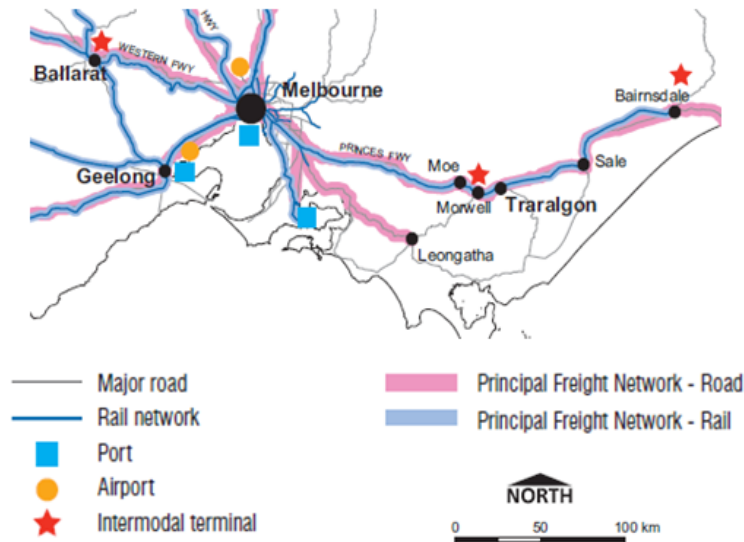 HWY
WESTERN FWY
Ballarat
Melbourne
Bairnsdale
PRINCES FWY
Geelong
Moe
Sale
Morwell
Traralgon
Leongatha
Major road
Rail network
Port
Airport
Intermodal terminal
Principal Freight Network - Road
Principal Freight Network - Rail
NORTH
0 50 100 km